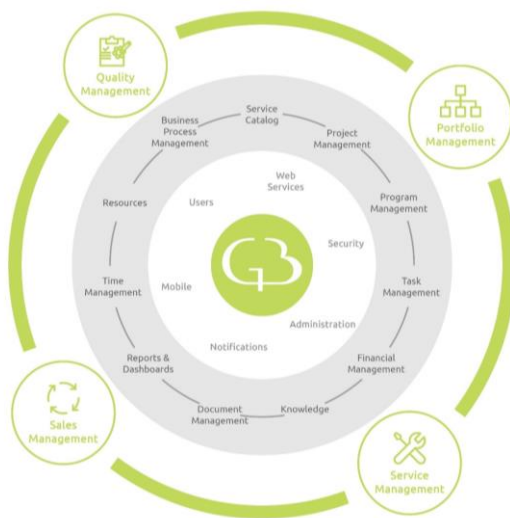 Quality
Management
Portfolio
Management
Service
Catalog
Business
Process
Management
Project
Management
Web
Services
Resources
Users
Program
Management
Security
GB
Time
Management
Mobile
Task
Management
Administration
Notifications
Reports &
Dashboards
Financial
Management
Document
Management
Knowledge
Sales
Management
Service
Management